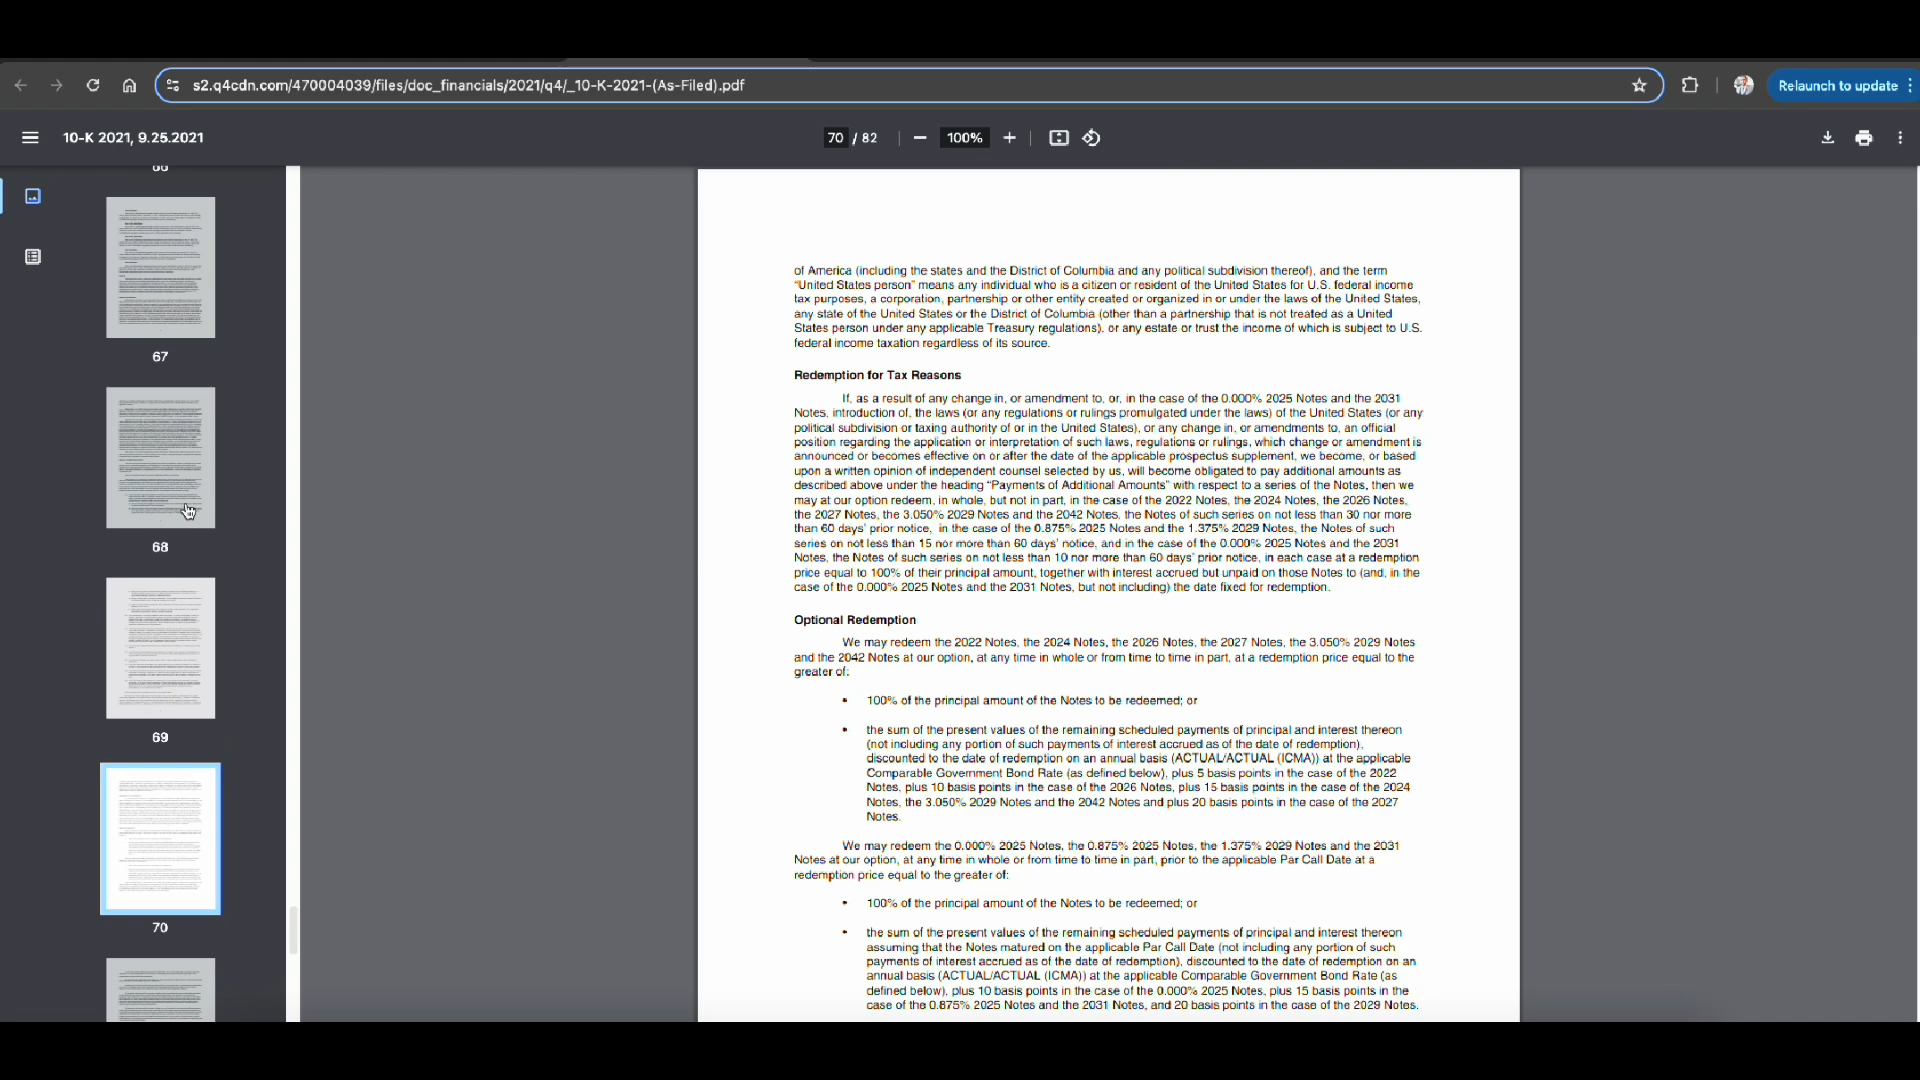 s2.q4cdn.com/470004039/files/doc_financials/2021/q4/_10-K-2021-(As-Filed).pdf
Relaunch to update
10-K 2021, 9.25.2021
70 / 82
100%
66
67
68
69
70
of America (including the states and the District of Columbia and any political subdivision thereof), and the term
“United States person” means any individual who is a citizen or resident of the United States for U.S. federal income
tax purposes, a corporation, partnership or other entity created or organized in or under the laws of the United States,
any state of the United States or the District of Columbia (other than a partnership that is not treated as a United
States person under any applicable Treasury regulations), or any estate or trust the income of which is subject to U.S.
federal income taxation regardless of its source.
Redemption for Tax Reasons
If, as a result of any change in, or amendment to, or, in the case of the 0.000% 2025 Notes and the 2031
Notes, introduction of, the laws (or any regulations or rulings promulgated under the laws) of the United States (or any
political subdivision or taxing authority of or in the United States), or any change in, or amendments to, an official
position regarding the application or interpretation of such laws, regulations or rulings, which change or amendment is
announced or becomes effective on or after the date of the applicable prospectus supplement, we become, or based
upon a written opinion of independent counsel selected by us, will become obligated to pay additional amounts as
described above under the heading “Payments of Additional Amounts” with respect to a series of the Notes, then we
may at our option redeem, in whole, but not in part, in the case of the 2022 Notes, the 2024 Notes, the 2026 Notes,
the 2027 Notes, the 3.050% 2029 Notes and the 2042 Notes, the Notes of such series on not less than 30 nor more
than 60 days’ prior notice, in the case of the 0.875% 2025 Notes and the 1.375% 2029 Notes, the Notes of such
series on not less than 15 nor more than 60 days’ notice, and in the case of the 0.000% 2025 Notes and the 2031
Notes, the Notes of such series on not less than 10 nor more than 60 days’ prior notice, in each case at a redemption
price equal to 100% of their principal amount, together with interest accrued but unpaid on those Notes to (and, in the
case of the 0.000% 2025 Notes and the 2031 Notes, but not including) the date fixed for redemption.
Optional Redemption
We may redeem the 2022 Notes, the 2024 Notes, the 2026 Notes, the 2027 Notes, the 3.050% 2029 Notes
and the 2042 Notes at our option, at any time in whole or from time to time in part, at a redemption price equal to the
greater of:
• 100% of the principal amount of the Notes to be redeemed; or
• the sum of the present values of the remaining scheduled payments of principal and interest thereon
(not including any portion of such payments of interest accrued as of the date of redemption),
discounted to the date of redemption on an annual basis (ACTUAL/ACTUAL (ICMA)) at the applicable
Comparable Government Bond Rate (as defined below), plus 5 basis points in the case of the 2022
Notes, plus 10 basis points in the case of the 2026 Notes, plus 15 basis points in the case of the 2024
Notes, the 3.050% 2029 Notes and the 2042 Notes and plus 20 basis points in the case of the 2027
Notes.
We may redeem the 0.000% 2025 Notes, the 0.875% 2025 Notes, the 1.375% 2029 Notes and the 2031
Notes at our option, at any time in whole or from time to time in part, prior to the applicable Par Call Date at a
redemption price equal to the greater of:
• 100% of the principal amount of the Notes to be redeemed; or
• the sum of the present values of the remaining scheduled payments of principal and interest thereon
assuming that the Notes matured on the applicable Par Call Date (not including any portion of such
payments of interest accrued as of the date of redemption), discounted to the date of redemption on an
annual basis (ACTUAL/ACTUAL (ICMA)) at the applicable Comparable Government Bond Rate (as
defined below), plus 10 basis points in the case of the 0.000% 2025 Notes, plus 15 basis points in the
case of the 0.875% 2025 Notes and the 2031 Notes, and 20 basis points in the case of the 2029 Notes.